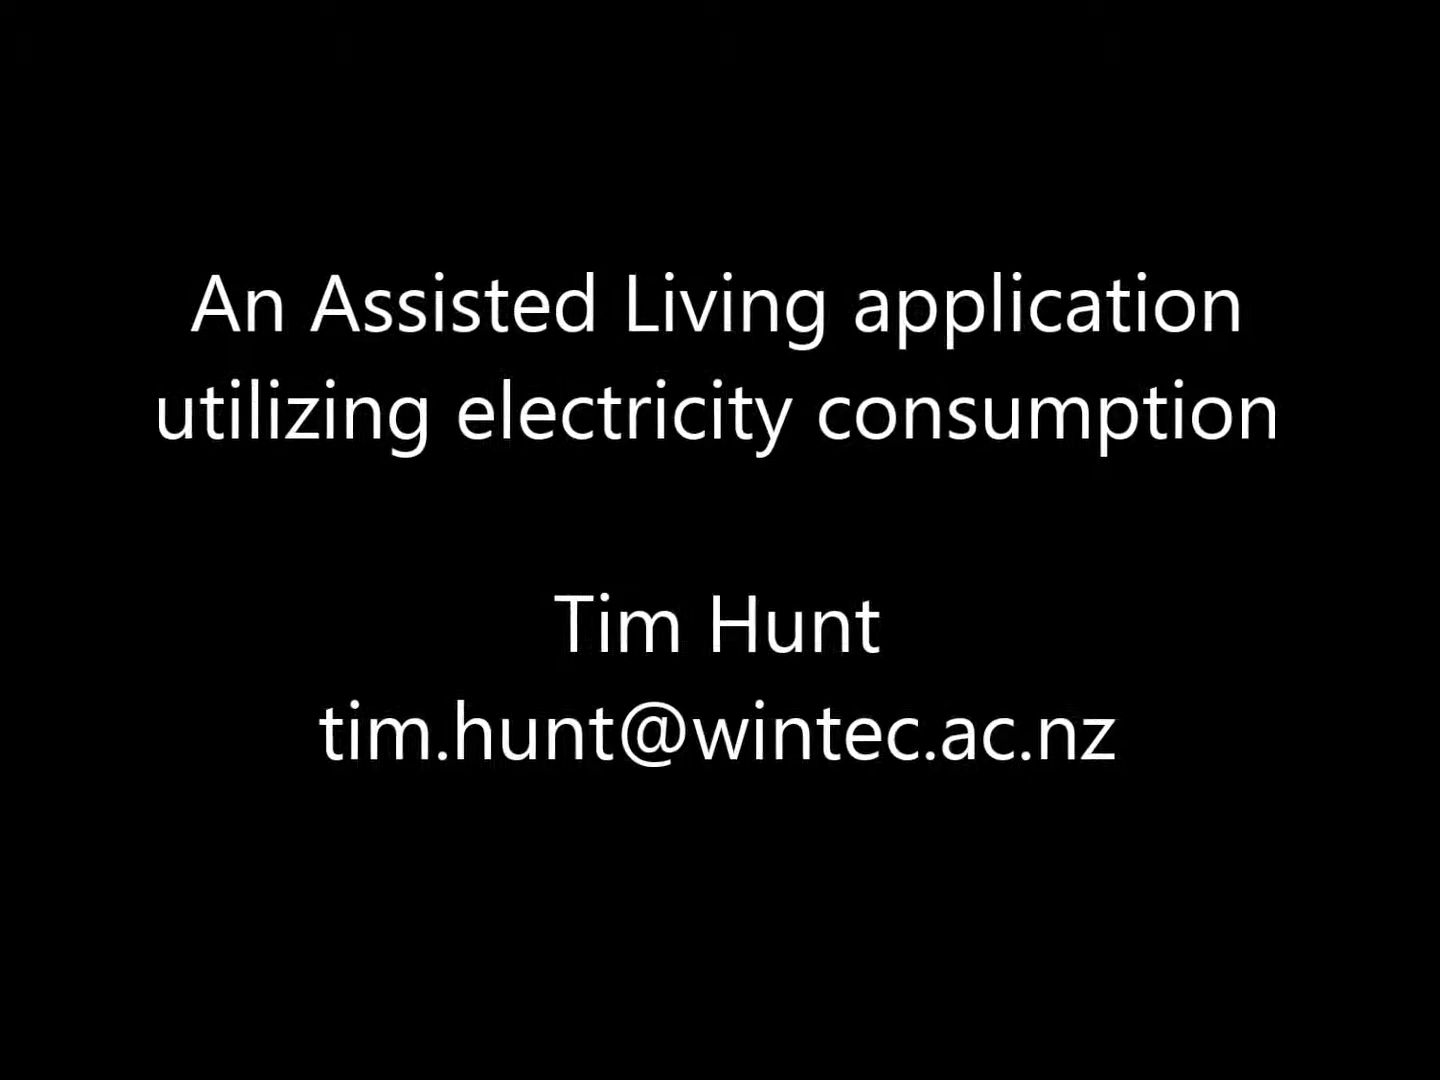 An Assisted Living application
utilizing electricity consumption
Tim Hunt
tim.hunt@wintec.ac.nz